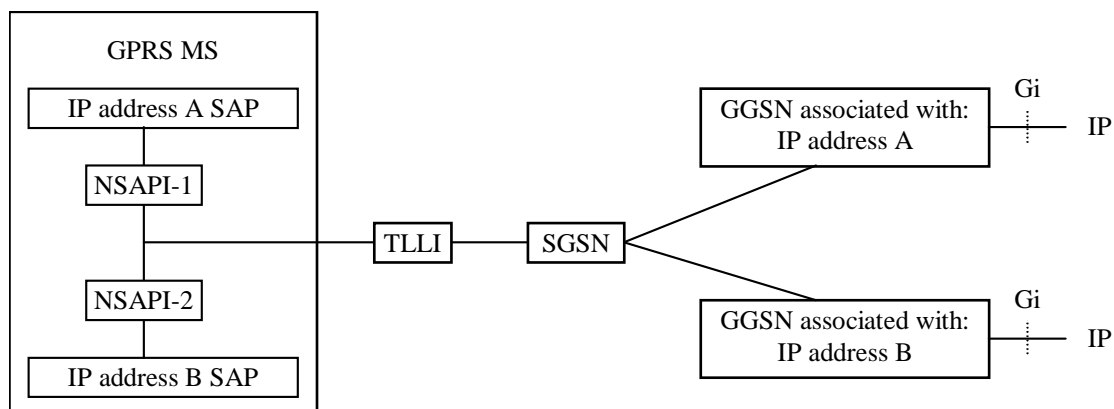 GPRS MS
IP address A SAP
NSAPI-1
NSAPI-2
IP address B SAP
TLLI
SGSN
GGSN associated with:
IP address A
Gi
IP
GGSN associated with:
IP address B
Gi
IP